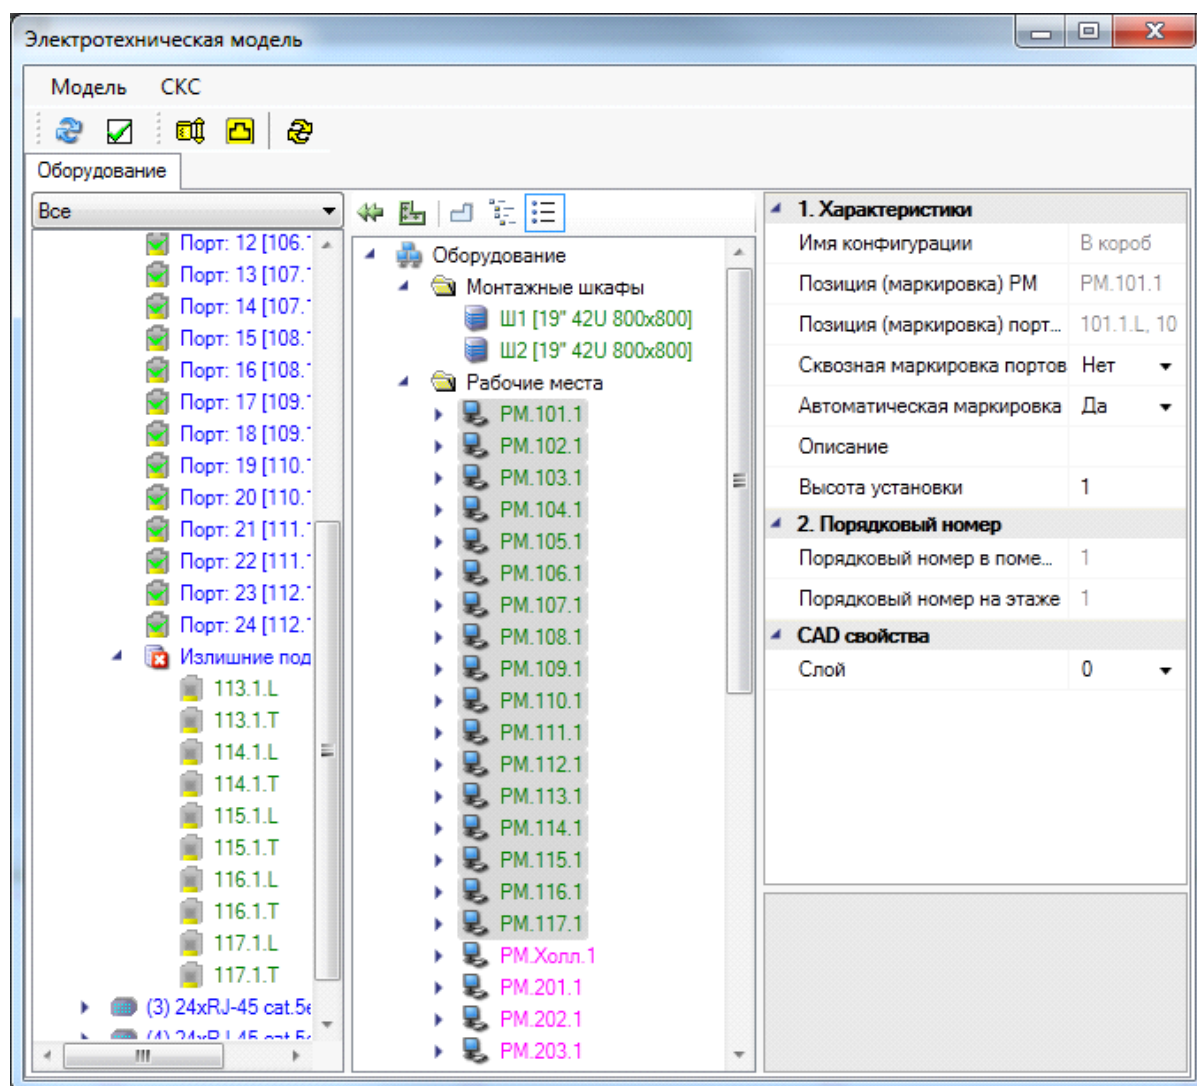 Электротехническая модель
Модель СКС
Оборудование
Все
Порт: 12 [106.
Порт: 13 [107.
Порт: 14 [107.
Порт: 15 [108.
Порт: 16 [108.
Порт: 17 [109.
Порт: 18 [109.
Порт: 19 [110.
Порт: 20 [110.
Порт: 21 [111.
Порт: 22 [111.
Порт: 23 [112.
Порт: 24 [112.
Излишние под
113.1.L
113.1.T
114.1.L
114.1.T
115.1.L
115.1.T
116.1.L
116.1.T
117.1.L
117.1.T
(3) 24xRJ-45 cat.5e
(4) 24xRJ-45 cat.5e
Оборудование
Монтажные шкафы
Ш1 [19" 42U 800x800]
Ш2 [19" 42U 800x800]
Рабочие места
РМ.101.1
РМ.102.1
РМ.103.1
РМ.104.1
РМ.105.1
РМ.106.1
РМ.107.1
РМ.108.1
РМ.109.1
РМ.110.1
РМ.111.1
РМ.112.1
РМ.113.1
РМ.114.1
РМ.115.1
РМ.116.1
РМ.117.1
РМ.Холл.1
РМ.201.1
РМ.202.1
РМ.203.1
1. Характеристики
Имя конфигурации В короб
Позиция (маркировка) РМ РМ.101.1
Позиция (маркировка) порт... 101.1.L, 10
Сквозная маркировка портов Нет
Автоматическая маркировка Да
Описание
Высота установки 1
2. Порядковый номер
Порядковый номер в поме... 1
Порядковый номер на этаже 1
CAD свойства
Слой 0